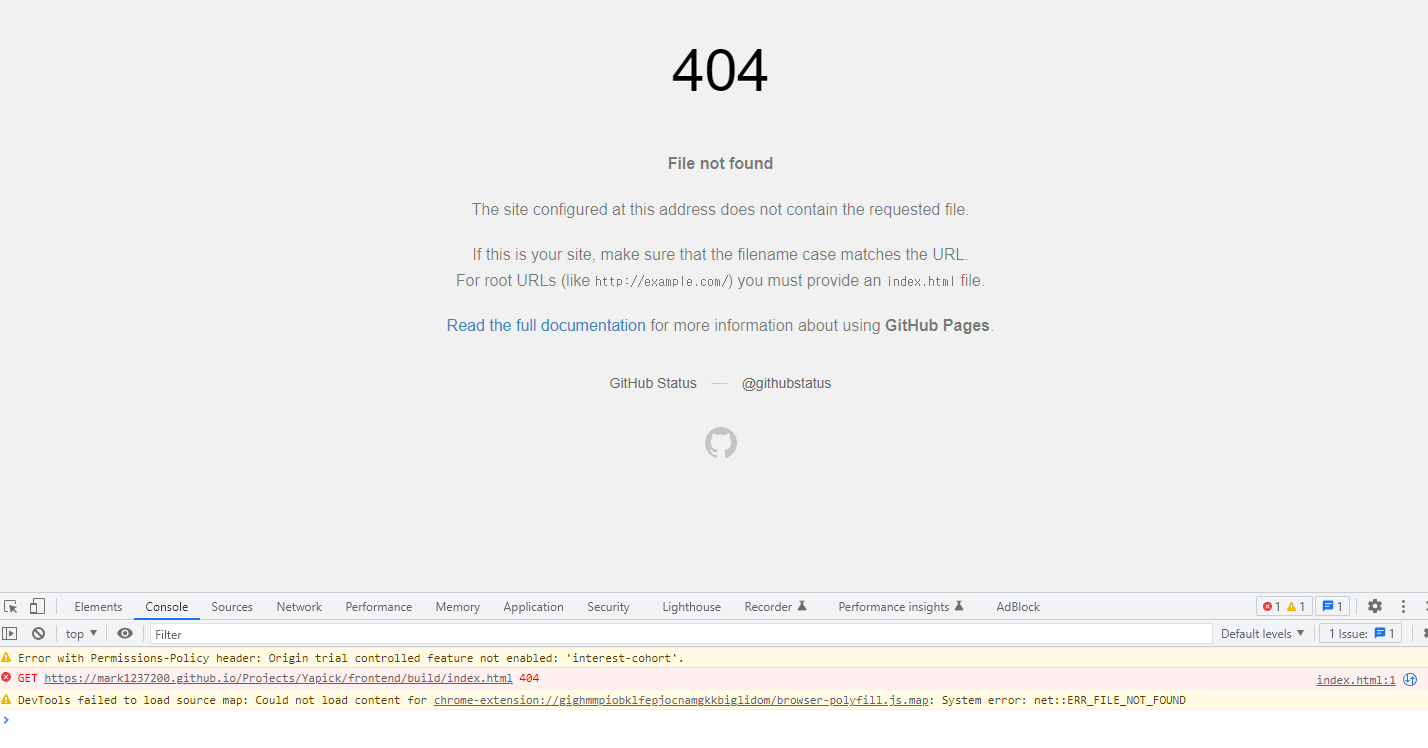 404
File not found
The site configured at this address does not contain the requested file.
If this is your site, make sure that the filename case matches the URL.
For root URLs (like http://example.com/) you must provide an index.html file.
Read the full documentation for more information about using GitHub Pages.
GitHub Status — @githubstatus
Elements Console Sources Network Performance Memory Application Security Lighthouse Recorder Performance insights AdBlock 1 1 1
top Filter Default levels 1 Issue: 1
Error with Permissions-Policy header: Origin trial controlled feature not enabled: 'interest-cohort'.
GET https://mark1237200.github.io/Projects/Yapick/frontend/build/index.html 404 index.html:1
DevTools failed to load source map: Could not load content for chrome-extension://gighmmpiobklfepjocnamgkkbiglidom/browser-polyfill.js.map: System error: net::ERR_FILE_NOT_FOUND